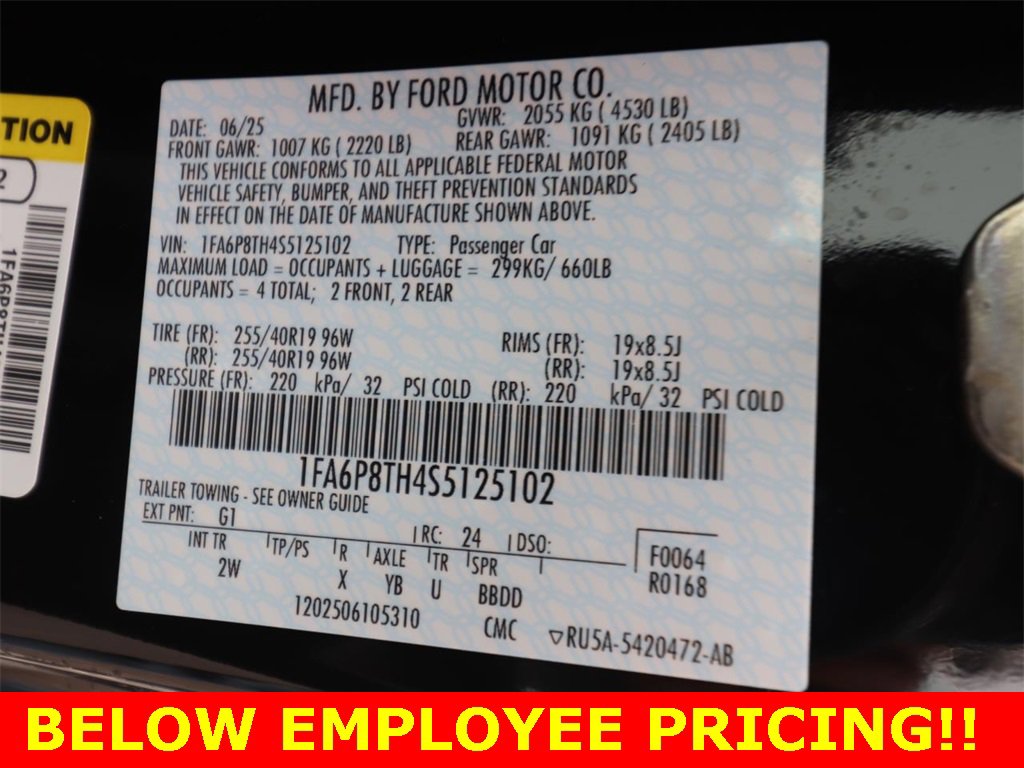 TION
2
MFD. BY FORD MOTOR CO.
DATE: 06/25 GVWR: 2055 KG ( 4530 LB)
FRONT GAWR: 1007 KG ( 2220 LB) REAR GAWR: 1091 KG ( 2405 LB)
THIS VEHICLE CONFORMS TO ALL APPLICABLE FEDERAL MOTOR
VEHICLE SAFETY, BUMPER, AND THEFT PREVENTION STANDARDS
IN EFFECT ON THE DATE OF MANUFACTURE SHOWN ABOVE.
VIN: 1FA6P8TH4S5125102 TYPE: Passenger Car
MAXIMUM LOAD = OCCUPANTS + LUGGAGE = 299KG/ 660LB
OCCUPANTS = 4 TOTAL; 2 FRONT, 2 REAR
TIRE (FR): 255/40R19 96W RIMS (FR): 19x8.5J
(RR): 255/40R19 96W (RR): 19x8.5J
PRESSURE (FR): 220 kPa/ 32 PSI COLD (RR): 220 kPa/ 32 PSI COLD
1FA6P8TH4S5125102
TRAILER TOWING - SEE OWNER GUIDE
EXT PNT: G1 RC: 24 DSO:
INT TR TP/PS R AXLE TR SPR
2W X YB U BBDD
F0064
R0168
1202506105310 CMC RU5A-5420472-AB
BELOW EMPLOYEE PRICING!!